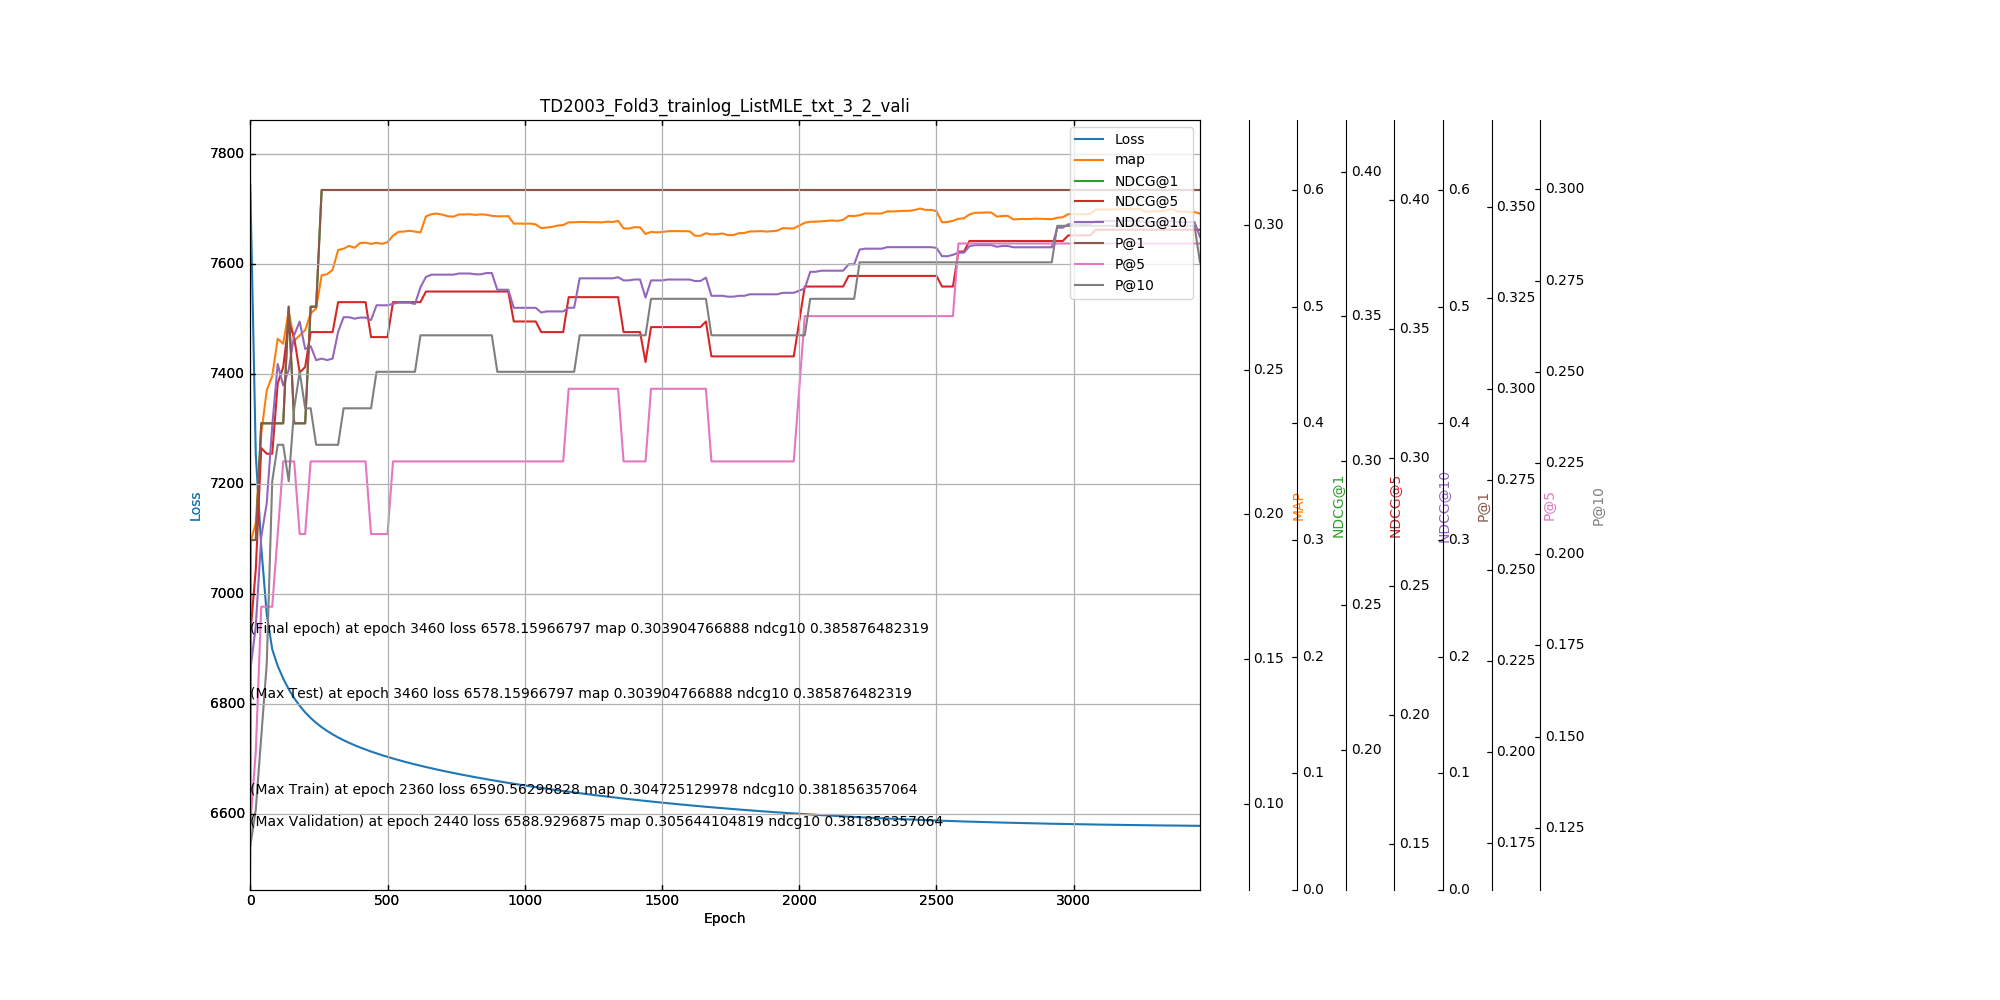 TD2003_Fold3_trainlog_ListMLE_txt_3_2_vali
Loss
map
NDCG@1
NDCG@5
NDCG@10
P@1
P@5
P@10
7800
7600
7400
7200
7000
6800
6600
Loss
(Final epoch) at epoch 3460 loss 6578.15966797 map 0.303904766888 ndcg10 0.385876482319
(Max Test) at epoch 3460 loss 6578.15966797 map 0.303904766888 ndcg10 0.385876482319
(Max Train) at epoch 2360 loss 6590.56298828 map 0.304725129978 ndcg10 0.381856357064
(Max Validation) at epoch 2440 loss 6588.9296875 map 0.305644104819 ndcg10 0.381856357064
0 500 1000 1500 2000 2500 3000
Epoch
0.30
0.25
0.20
0.15
0.10
MAP
0.6
0.5
0.4
0.3
0.2
0.1
0.0
NDCG@1
0.40
0.35
0.30
0.25
0.20
NDCG@5
0.40
0.35
0.30
0.25
0.20
0.15
NDCG@10
0.6
0.5
0.4
0.3
0.2
0.1
0.0
P@1
0.350
0.325
0.300
0.275
0.250
0.225
0.200
0.175
P@5
0.300
0.275
0.250
0.225
0.200
0.175
0.150
0.125
P@10